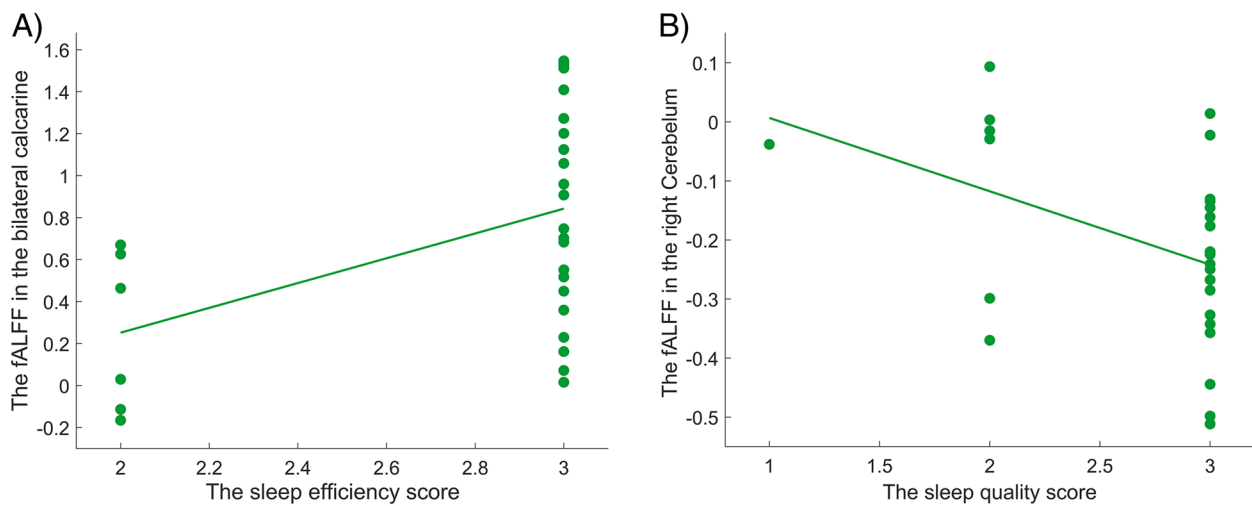 A)
The fALFF in the bilateral calcarine
1.6
1.4
1.2
1
0.8
0.6
0.4
0.2
0
-0.2
2 2.2 2.4 2.6 2.8 3
The sleep efficiency score
B)
The fALFF in the right Cerebelum
0.1
0
-0.1
-0.2
-0.3
-0.4
-0.5
1 1.5 2 2.5 3
The sleep quality score